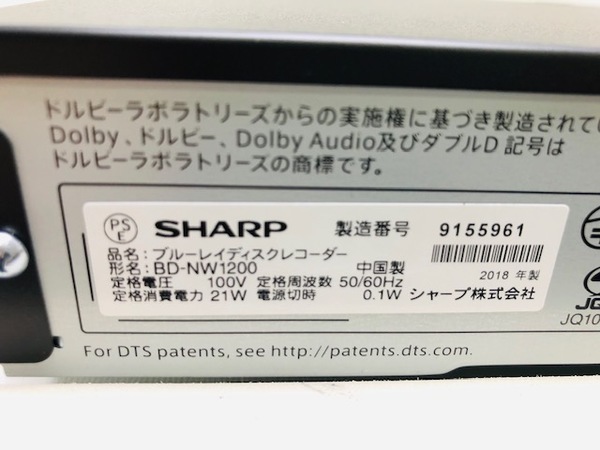 ドルビーラボラトリーズからの実施権に基づき製造されてい
Dolby、ドルビー、Dolby Audio及びダブルD 記号は
ドルビーラボラトリーズの商標です。
PS
E
SHARP 製造番号 9155961
品名：ブルーレイディスクレコーダー
形名：BD-NW1200 中国製 2018 年製
定格電圧 100V 定格周波数 50/60Hz
定格消費電力 21W 電源切時 0.1W シャープ株式会社
JQ
JQ10
For DTS patents, see http://patents.dts.com.